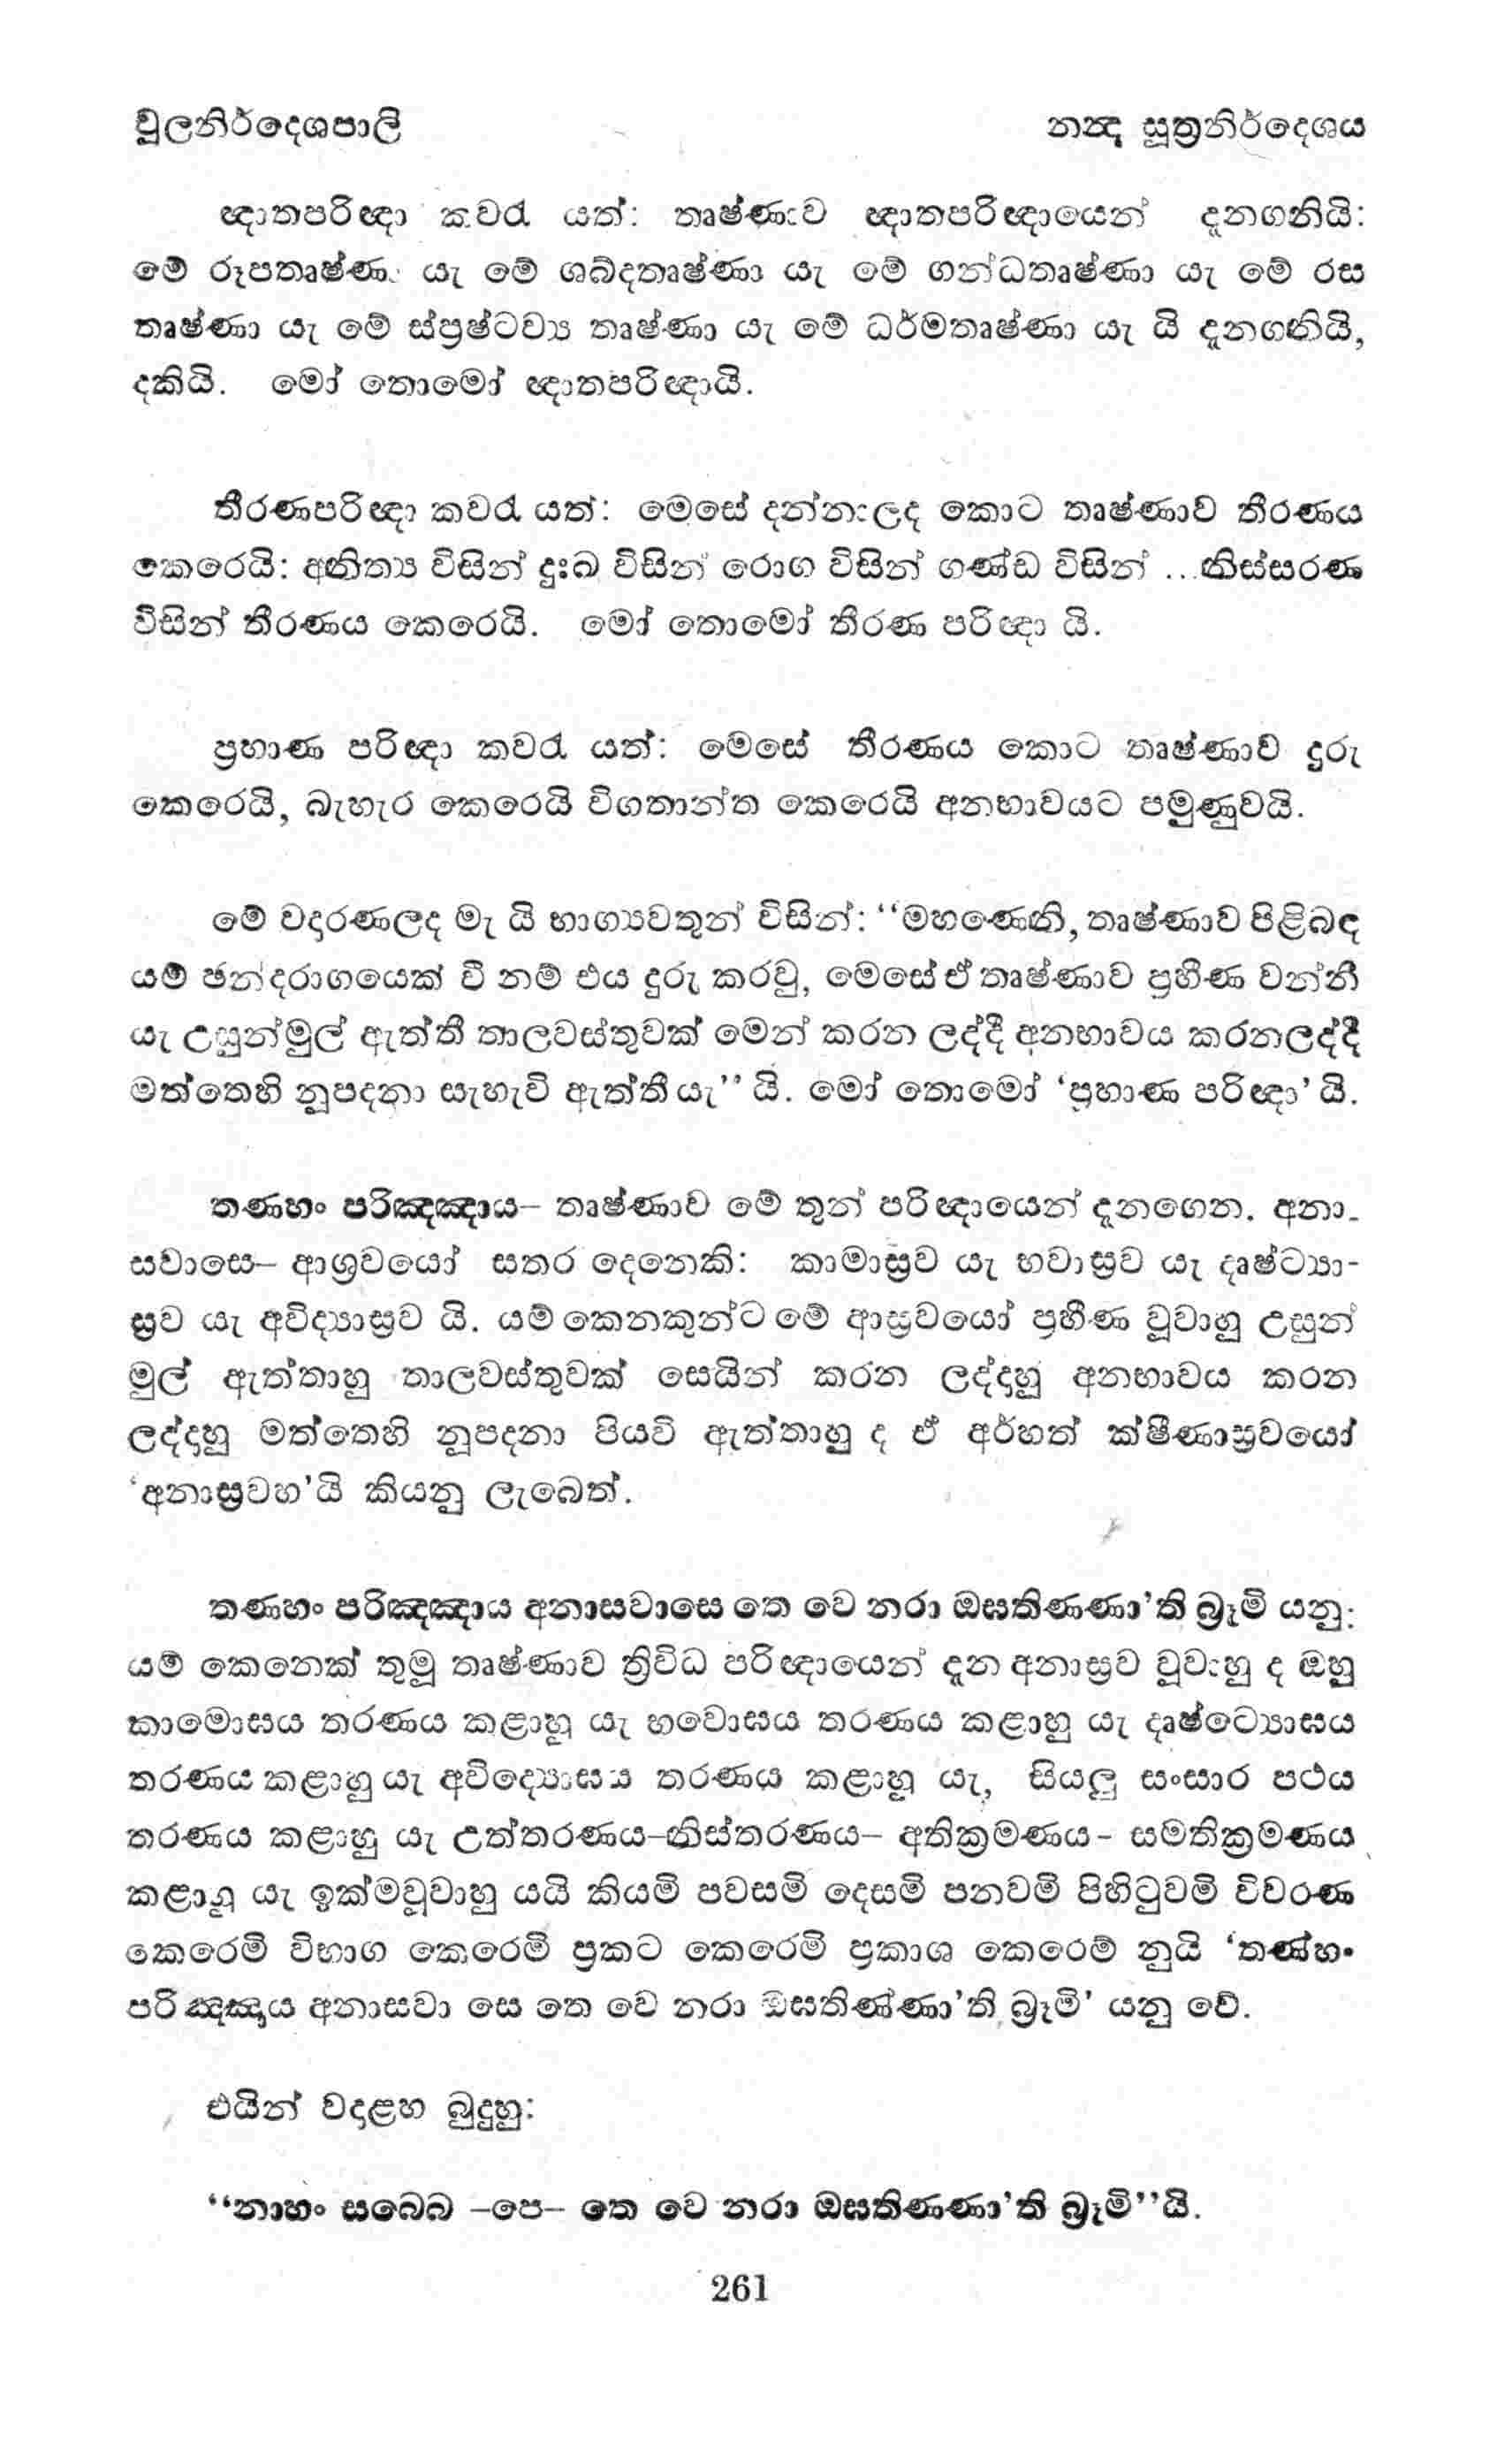 චූලනිර්දෙශපාලි
නන්‍ද සූත්‍රනිර්දෙශය
ඥාතපරිඥා කවරැ යත්: තෘෂ්ණාව ඥාතපරිඥායෙන් දැනගනියි:
මේ රූපතෘෂ්ණා යැ මේ ශබ්දතෘෂ්ණා යැ මේ ගන්ධතෘෂ්ණා යැ මේ රස
තෘෂ්ණා යැ මේ ස්ප්‍රෂ්ටව්‍ය තෘෂ්ණා යැ මේ ධර්මතෘෂ්ණා යැ යි දැනගනියි,
දකියි. මෝ තොමෝ ඥාතපරිඥායි.
තීරණපරිඥා කවරැ යත්: මෙසේ දන්නාලද කොට තෘෂ්ණාව තීරණය
කෙරෙයි: අනිත්‍ය විසින් දුඃඛ විසින් රොග විසින් ගණ්ඩ විසින් ...නිස්සරණ
විසින් තීරණය කෙරෙයි. මෝ තොමෝ තීරණ පරිඥා යි.
ප්‍රහාණ පරිඥා කවරැ යත්: මෙසේ තීරණය කොට තෘෂ්ණාව දුරු
කෙරෙයි, බැහැර කෙරෙයි විගතාන්ත කෙරෙයි අනභාවයට පමුණුවයි.
මේ වදාරණලද මැ යි භාග්‍යවතුන් විසින්: “මහණෙනි, තෘෂ්ණාව පිළිබඳ
යම් ඡන්දරාගයෙක් වී නම් එය දුරු කරවු, මෙසේ ඒ තෘෂ්ණාව ප්‍රහීණ වන්නී
යැ උසුන්මුල් ඇත්තී තාලවස්තුවක් මෙන් කරන ලද්දී අනභාවය කරනලද්දී
මත්තෙහි නූපදනා සැහැවි ඇත්තී යැ” යි. මෝ තොමෝ ‘ප්‍රහාණ පරිඥා’ යි.
තණහං පරිඤ්ඤාය– තෘෂ්ණාව මේ තුන් පරිඥායෙන් දැනගෙන. අනා-
සවාසෙ– ආශ්‍රවයෝ සතර දෙනෙකි: කාමාස්‍රව යැ භවාස්‍රව යැ දෘෂ්ට්‍යා-
ස්‍රව යැ අවිද්‍යාස්‍රව යි. යම් කෙනකුන්ට මේ ආස්‍රවයෝ ප්‍රහීණ වූවාහු උසුන්
මුල් ඇත්තාහු තාලවස්තුවක් සෙයින් කරන ලද්දාහු අනභාවය කරන
ලද්දාහු මත්තෙහි නූපදනා පියවි ඇත්තාහු ද ඒ අර්හත් ක්ෂීණාස්‍රවයෝ
‘අනාස්‍රවහ’යි කියනු ලැබෙත්.
තණහං පරිඤ්ඤාය අනාසවාසෙ තෙ වෙ නරා ඔඝතිණණා’ති බ්‍රූමි යනු:
යම් කෙනෙක් තුමූ තෘෂ්ණාව ත්‍රිවිධ පරිඥායෙන් දැන අනාස්‍රව වූවාහු ද ඔහු
කාමොඝය තරණය කළාහු යැ භවොඝය තරණය කළාහු යැ දෘෂ්ට්‍යොඝය
තරණය කළාහු යැ අවිද්‍යොඝය තරණය කළාහු යැ, සියලු සංසාර පථය
තරණය කළාහු යැ උත්තරණය–නිස්තරණය– අතික්‍රමණය- සමතික්‍රමණය
කළාහු යැ ඉක්මවූවාහු යයි කියමි පවසමි දෙසමි පනවමි පිහිටුවමි විවරණ
කෙරෙමි විභාග කෙරෙමි ප්‍රකට කෙරෙමි ප්‍රකාශ කෙරෙම් නුයි ‘තණ්හං
පරිඤ්ඤාය අනාසවා සෙ තෙ වෙ නරා ඔඝතිණ්ණා’ති බ්‍රූමි’ යනු වේ.
එයින් වදාළහ බුදුහු:
“නාහං සබෙබ –පෙ– තෙ වෙ නරා ඔඝතිණණා’ති බ්‍රූමි”යි.
261